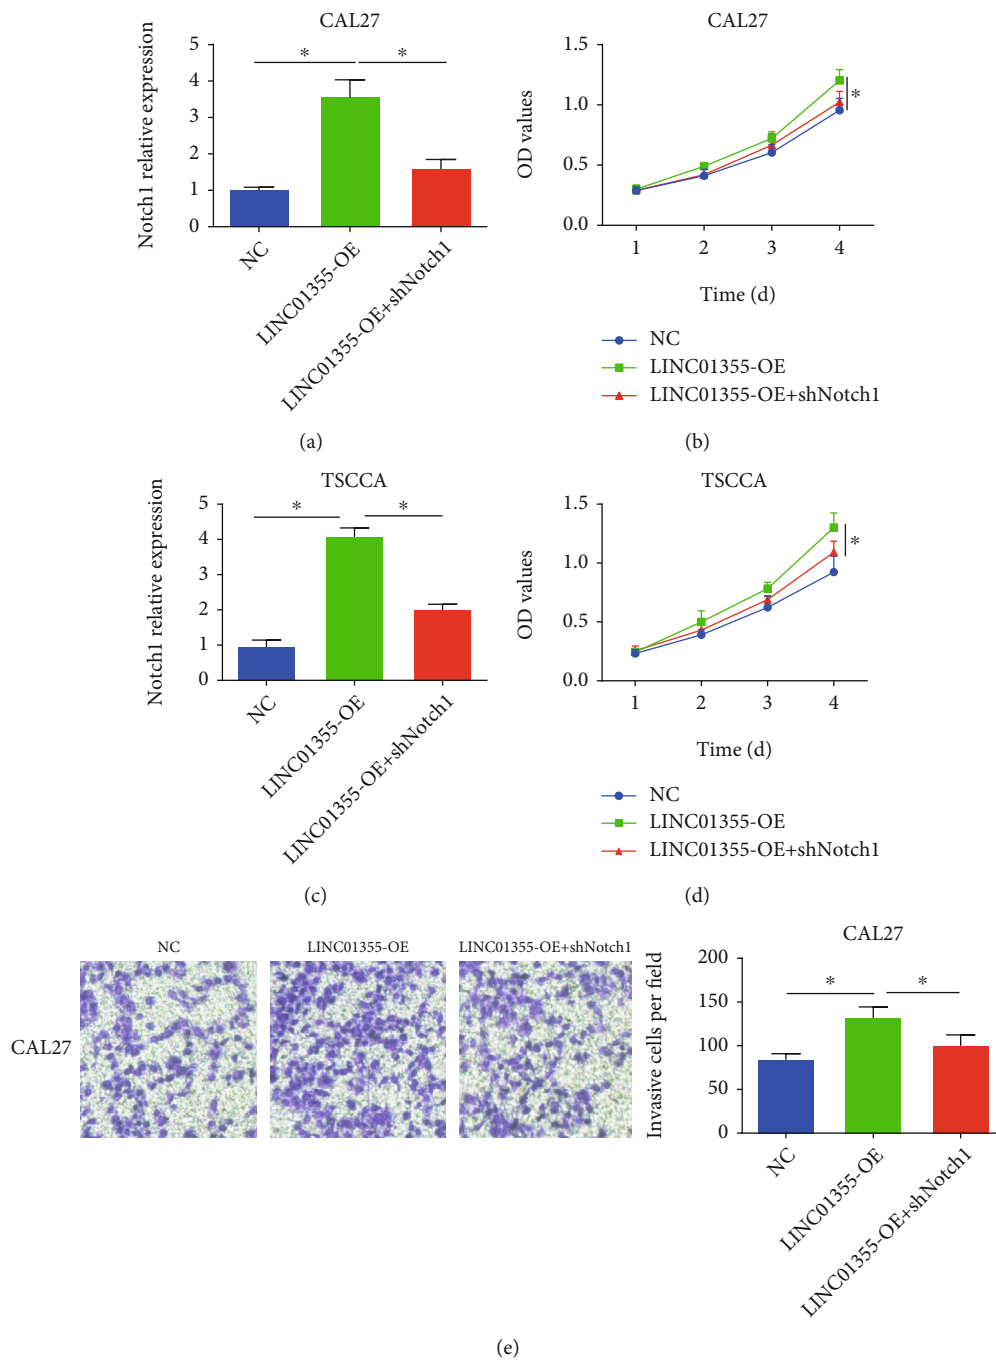 CAL27
Notch1 relative expression
5
4
3
2
1
0
*
*
NC
LINC01355-OE
LINC01355-OE+shNotch1
(a)
CAL27
OD values
1.5
1.0
0.5
0.0
*
1 2 3 4
Time (d)
NC
LINC01355-OE
LINC01355-OE+shNotch1
(b)
TSCCA
Notch1 relative expression
5
4
3
2
1
0
*
*
NC
LINC01355-OE
LINC01355-OE+shNotch1
(c)
TSCCA
OD values
1.5
1.0
0.5
0.0
*
1 2 3 4
Time (d)
NC
LINC01355-OE
LINC01355-OE+shNotch1
(d)
NC
LINC01355-OE
LINC01355-OE+shNotch1
CAL27
CAL27
Invasive cells per field
200
150
100
50
0
*
*
NC
LINC01355-OE
LINC01355-OE+shNotch1
(e)